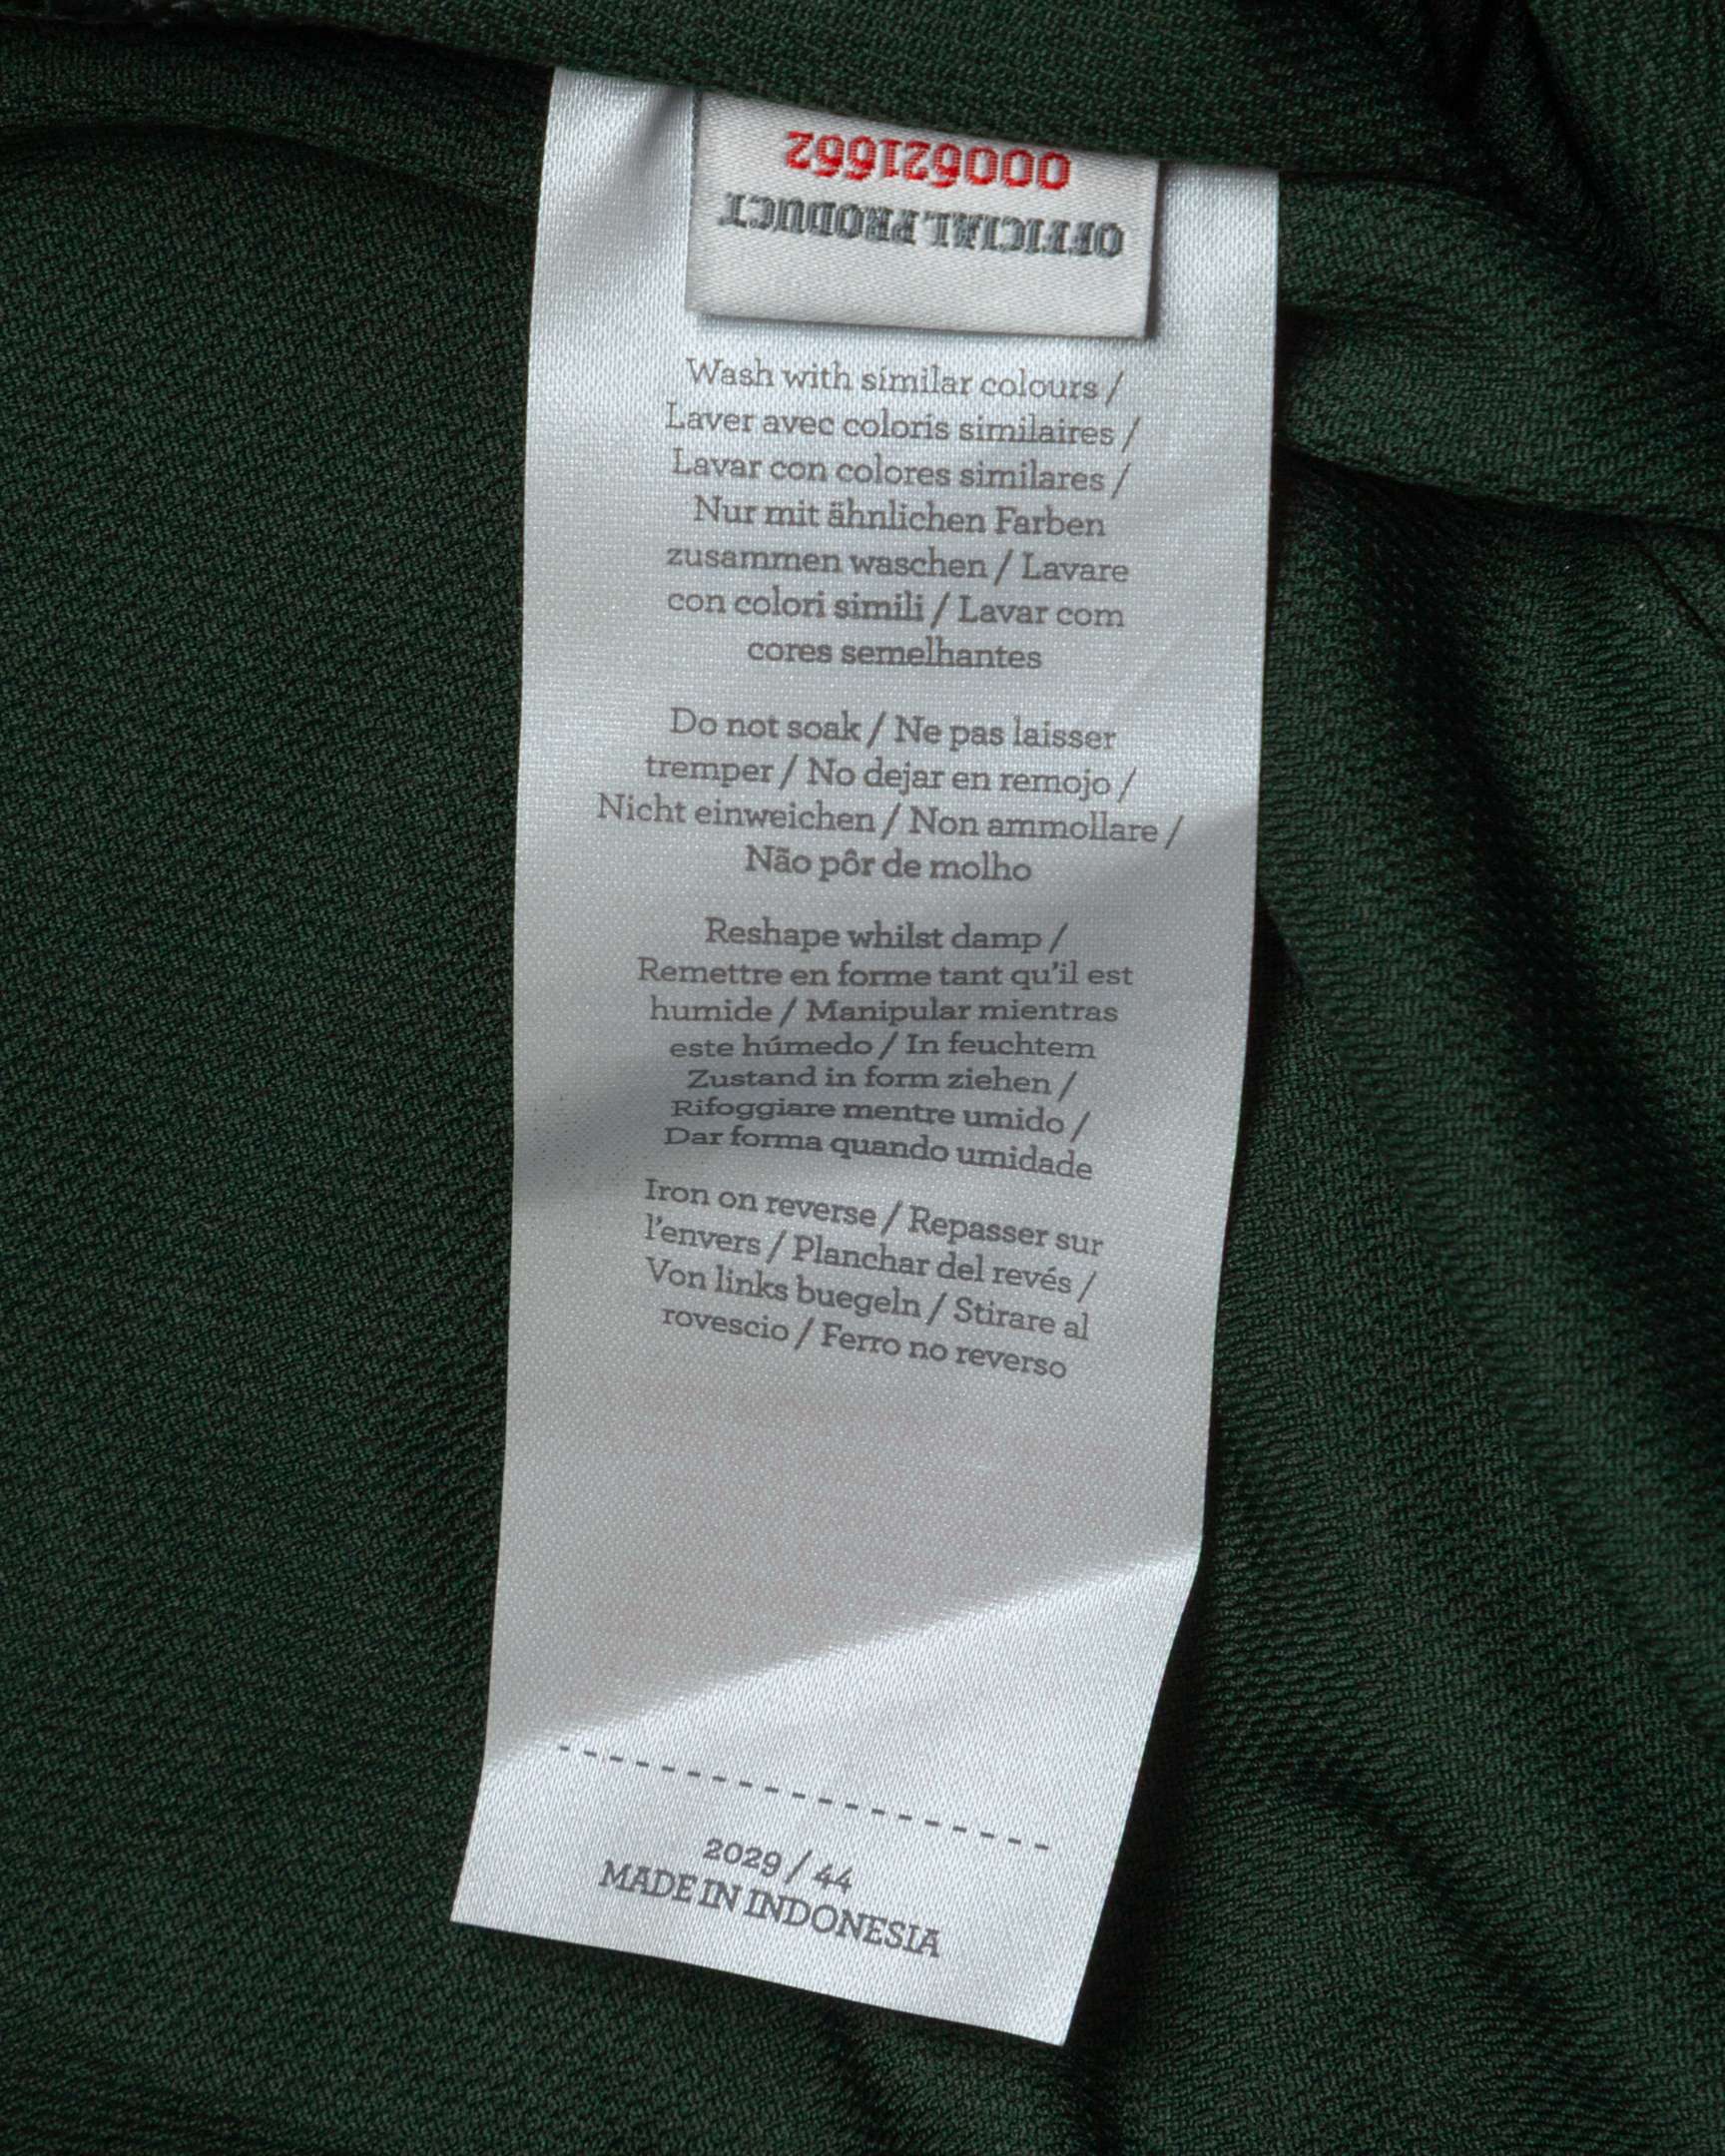 OFFICIAL PRODUCT
000621662
Wash with similar colours /
Laver avec coloris similaires /
Lavar con colores similares /
Nur mit ähnlichen Farben
zusammen waschen / Lavare
con colori simili / Lavar com
cores semelhantes
Do not soak / Ne pas laisser
tremper / No dejar en remojo /
Nicht einweichen / Non ammollare /
Não pôr de molho
Reshape whilst damp /
Remettre en forme tant qu'il est
humide / Manipular mientras
este húmedo / In feuchtem
Zustand in form ziehen /
Rifoggiare mentre umido /
Dar forma quando umidade
Iron on reverse / Repasser sur
l'envers / Planchar del revés /
Von links buegeln / Stirare al
rovescio / Ferro no reverso
2029 / 44
MADE IN INDONESIA